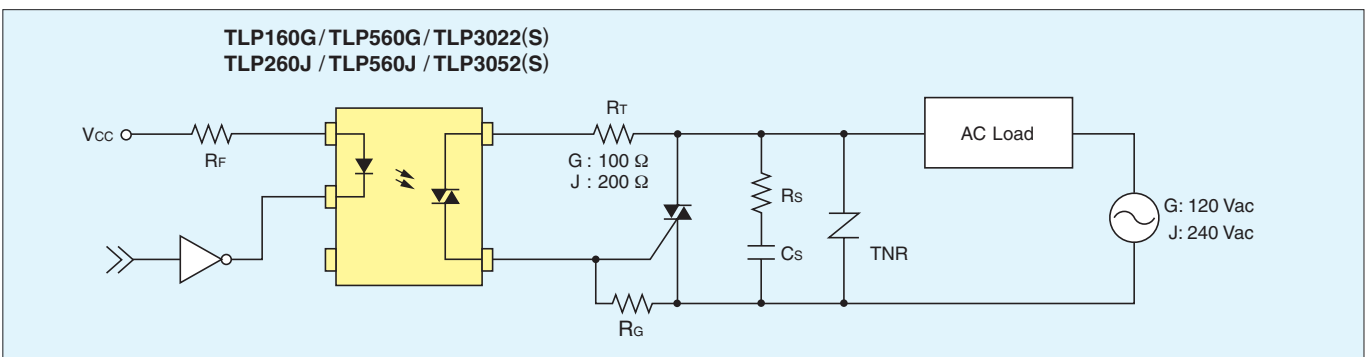 TLP160G/TLP560G/TLP3022(S)
TLP260J /TLP560J /TLP3052(S)
VCC
RF
RT
G : 100 Ω
J : 200 Ω
RS
CS
TNR
RG
AC Load
G: 120 Vac
J: 240 Vac